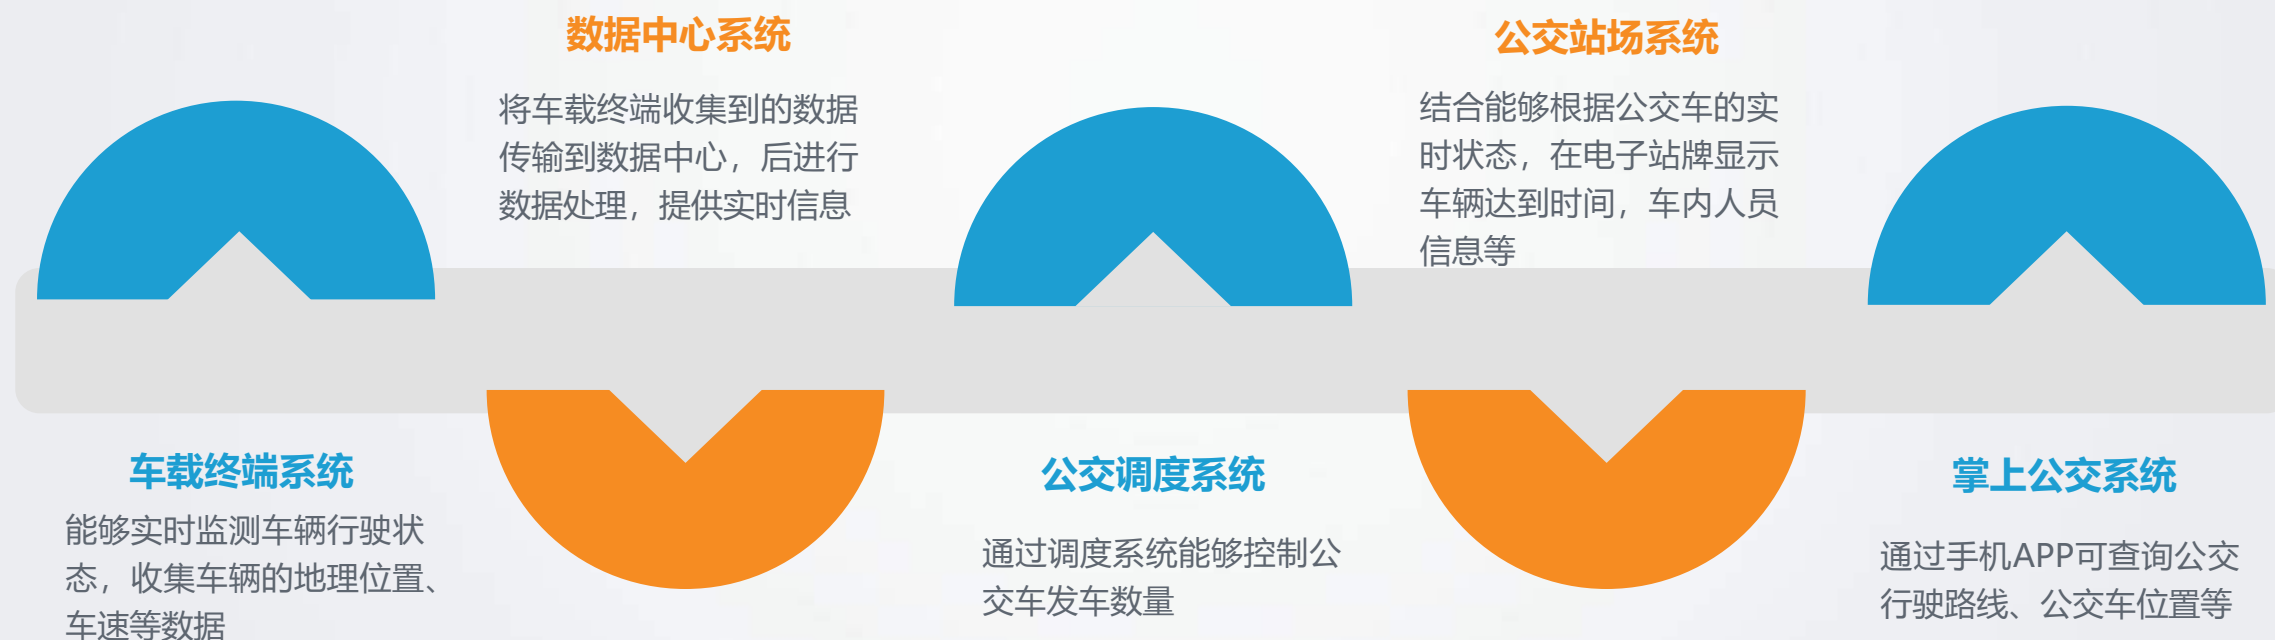 数据中心系统
将车载终端收集到的数据
传输到数据中心，后进行
数据处理，提供实时信息
公交站场系统
结合能够根据公交车的实
时状态，在电子站牌显示
车辆达到时间，车内人员
信息等
车载终端系统
能够实时监测车辆行驶状
态，收集车辆的地理位置、
车速等数据
公交调度系统
通过调度系统能够控制公
交车发车数量
掌上公交系统
通过手机APP可查询公交
行驶路线、公交车位置等